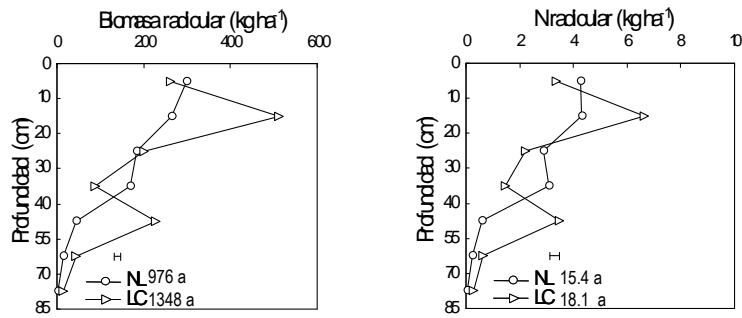 Biomasa radicular (kg ha-1)
0 200 400 600
Profundidad (cm)
0
10
20
30
40
55
70
85
NL 976 a
LC 1348 a
N radicular (kg ha-1)
0 2 4 6 8 10
Profundidad (cm)
0
10
20
30
40
55
70
85
NL 15.4 a
LC 18.1 a